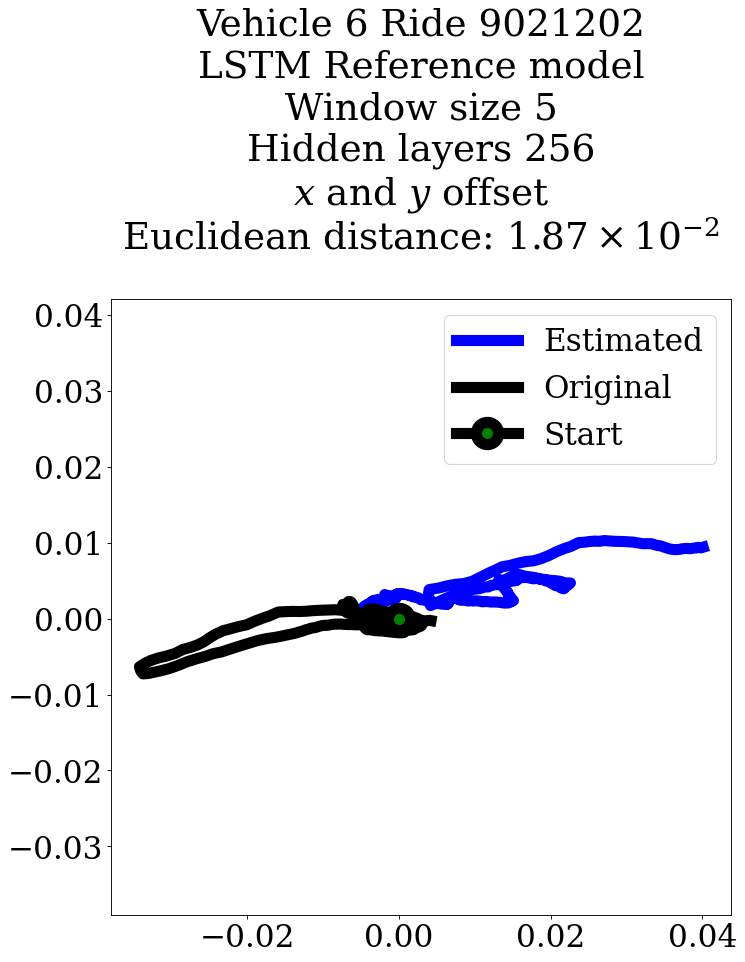 Vehicle 6 Ride 9021202
LSTM Reference model
Window size 5
Hidden layers 256
x and y offset
Euclidean distance: 1.87 × 10⁻²
Estimated
Original
Start
0.04
0.03
0.02
0.01
0.00
−0.01
−0.02
−0.03
−0.02 0.00 0.02 0.04